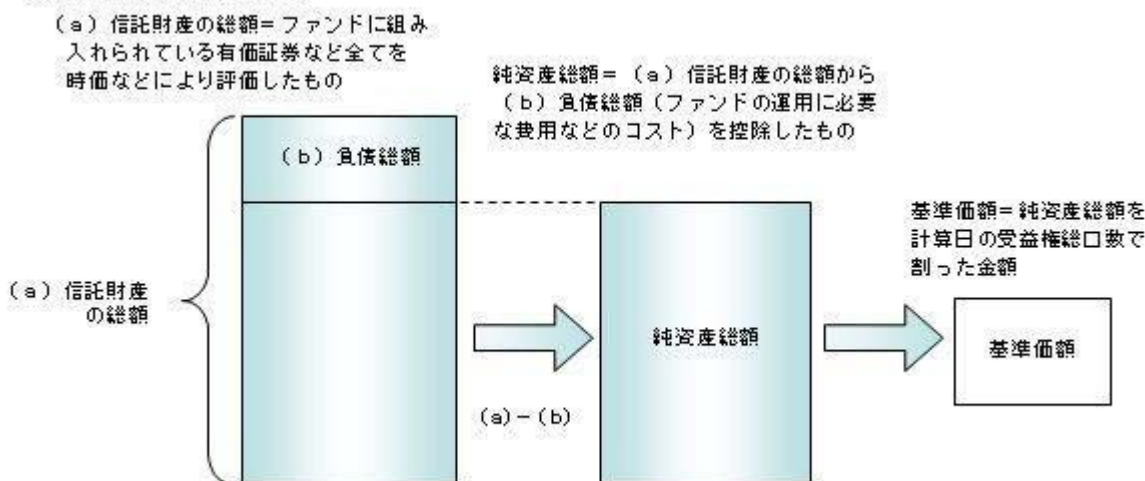 (a)信託財産の総額=ファンドに組み
入れられている有価証券など全てを
時価などにより評価したもの
純資産総額=(a)信託財産の総額から
(b)負債総額(ファンドの運用に必要
な費用などのコスト)を控除したもの
(b)負債総額
基準価額=純資産総額を
計算日の受益権総口数で
割った金額
(a)信託財産
の総額
純資産総額
基準価額
(a)-(b)